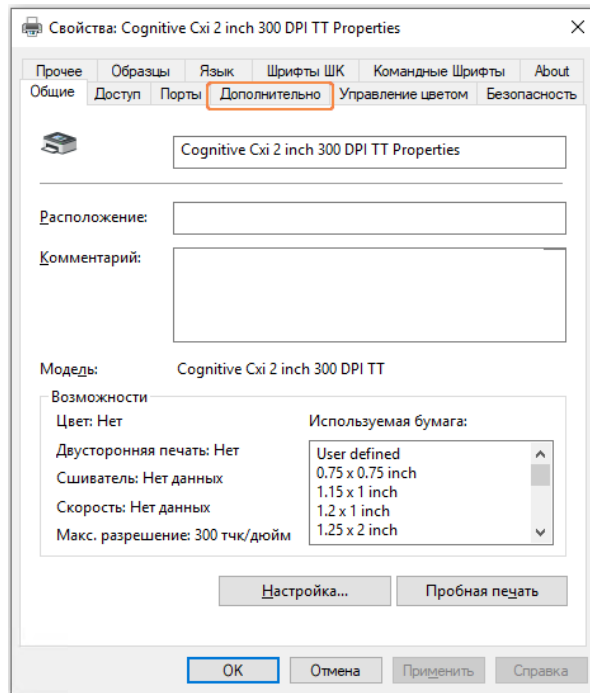 Свойства: Cognitive Cxi 2 inch 300 DPI TT Properties
Прочее Образцы Язык Шрифты ШК Командные Шрифты About
Общие Доступ Порты Дополнительно Управление цветом Безопасность
Cognitive Cxi 2 inch 300 DPI TT Properties
Расположение:
Комментарий:
Модель: Cognitive Cxi 2 inch 300 DPI TT
Возможности
Цвет: Нет
Двусторонняя печать: Нет
Сшиватель: Нет данных
Скорость: Нет данных
Макс. разрешение: 300 тчк/дюйм
Используемая бумага:
User defined
0.75 x 0.75 inch
1.15 x 1 inch
1.2 x 1 inch
1.25 x 2 inch
Настройка... Пробная печать
OK Отмена Применить Справка